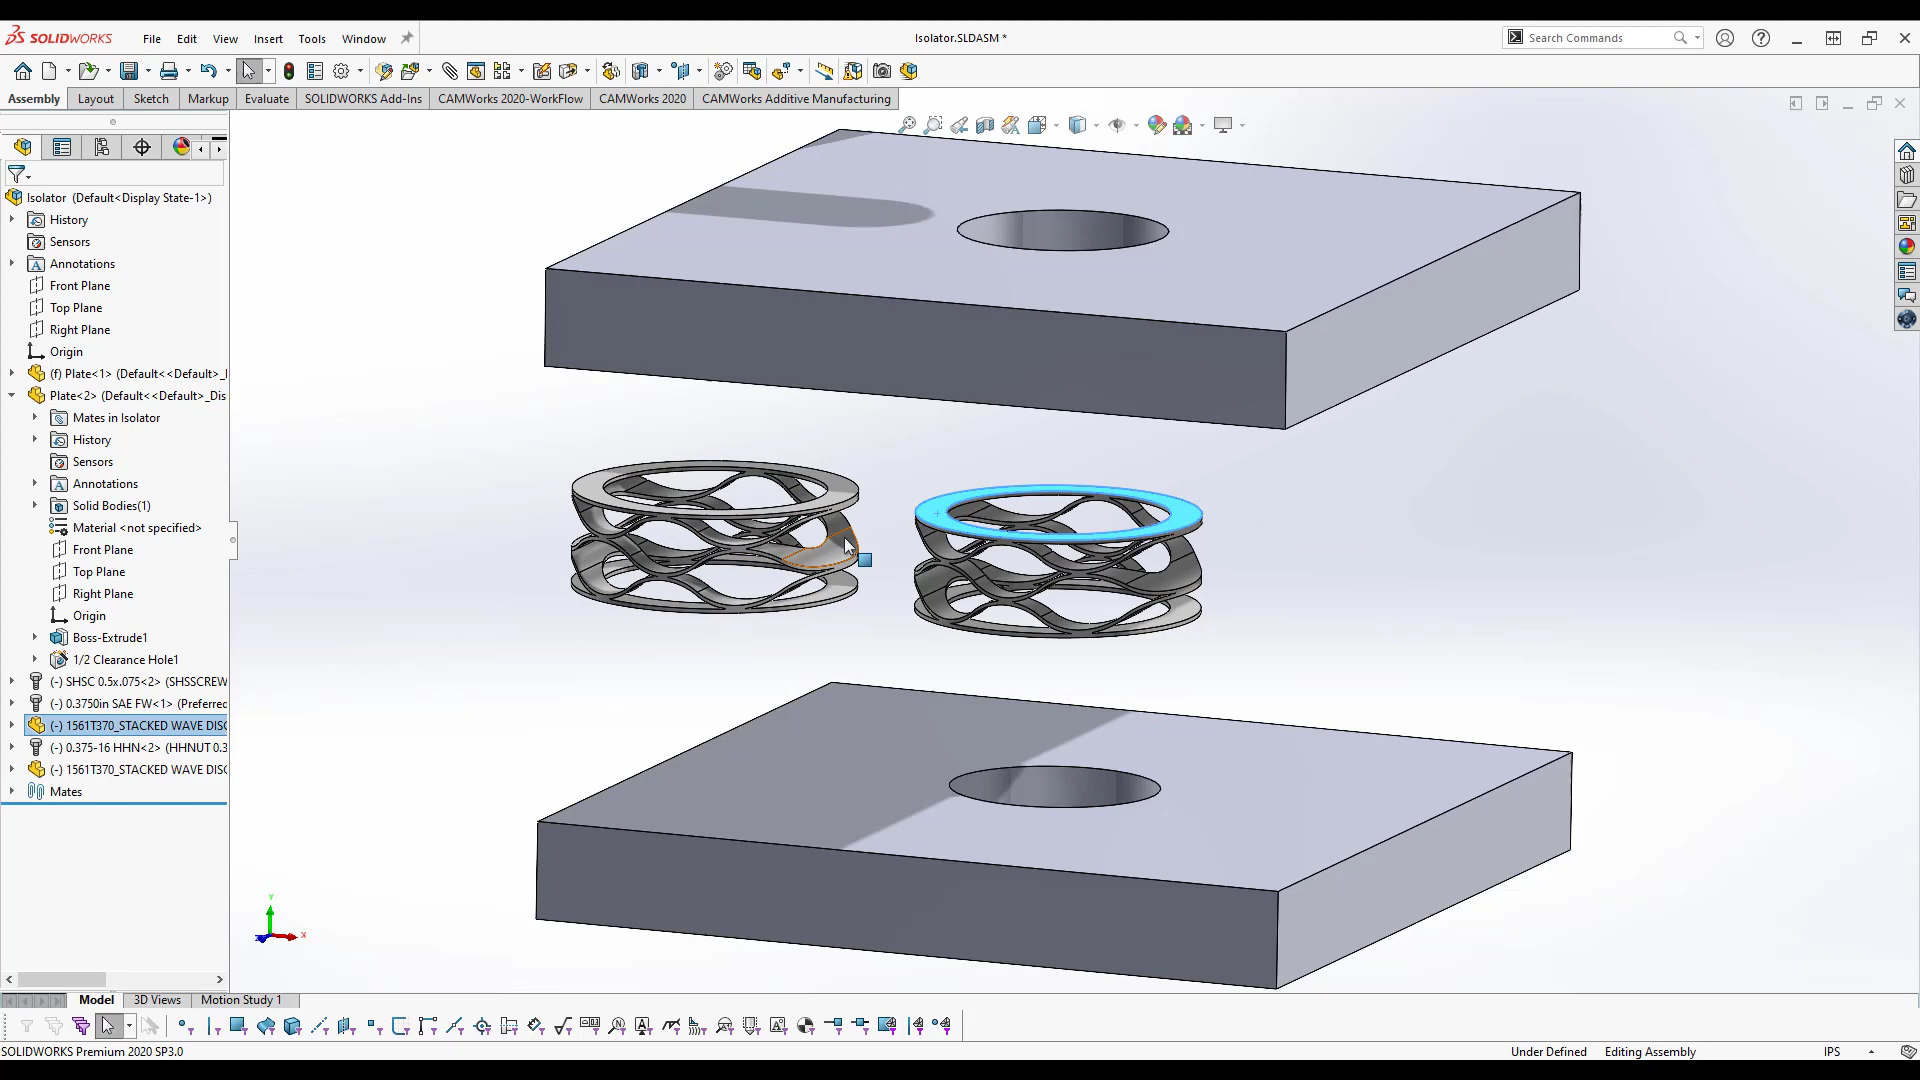 SOLIDWORKS File Edit View Insert Tools Window Isolator.SLDASM * Search Commands
Assembly Layout Sketch Markup Evaluate SOLIDWORKS Add-Ins CAMWorks 2020-WorkFlow CAMWorks 2020 CAMWorks Additive Manufacturing
Isolator (Default<Display State-1>)
History
Sensors
Annotations
Front Plane
Top Plane
Right Plane
Origin
(f) Plate<1> (Default<<Default>_
Plate<2> (Default<<Default>_Dis
Mates in Isolator
History
Sensors
Annotations
Solid Bodies(1)
Material <not specified>
Front Plane
Top Plane
Right Plane
Origin
Boss-Extrude1
1/2 Clearance Hole1
(-) SHSC 0.5x.075<2> (SHSSCREW
(-) 0.3750in SAE FW<1> (Preferred
(-) 1561T370_STACKED WAVE DISC
(-) 0.375-16 HHN<2> (HHNUT 0.3
(-) 1561T370_STACKED WAVE DISC
Mates
Y
X
Z
Model 3D Views Motion Study 1
SOLIDWORKS Premium 2020 SP3.0 Under Defined Editing Assembly IPS